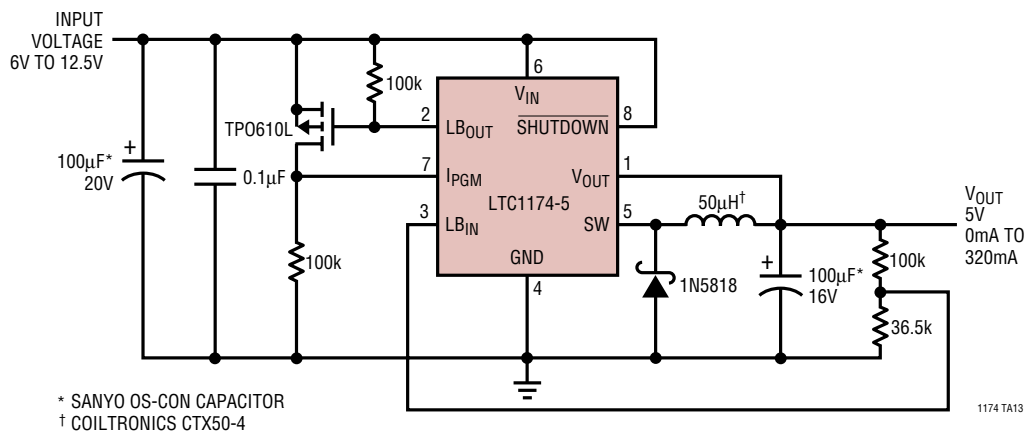 INPUT
VOLTAGE
6V TO 12.5V
100k
6
VIN
2
LBOUT
SHUTDOWN
8
TPO610L
100µF*
20V
+
0.1µF
7
IPGM
VOUT
1
LTC1174-5
50µH†
3
LBIN
SW
5
VOUT
5V
0mA TO
320mA
100k
GND
4
1N5818
+
100µF*
16V
100k
36.5k
* SANYO OS-CON CAPACITOR
† COILTRONICS CTX50-4
1174 TA13